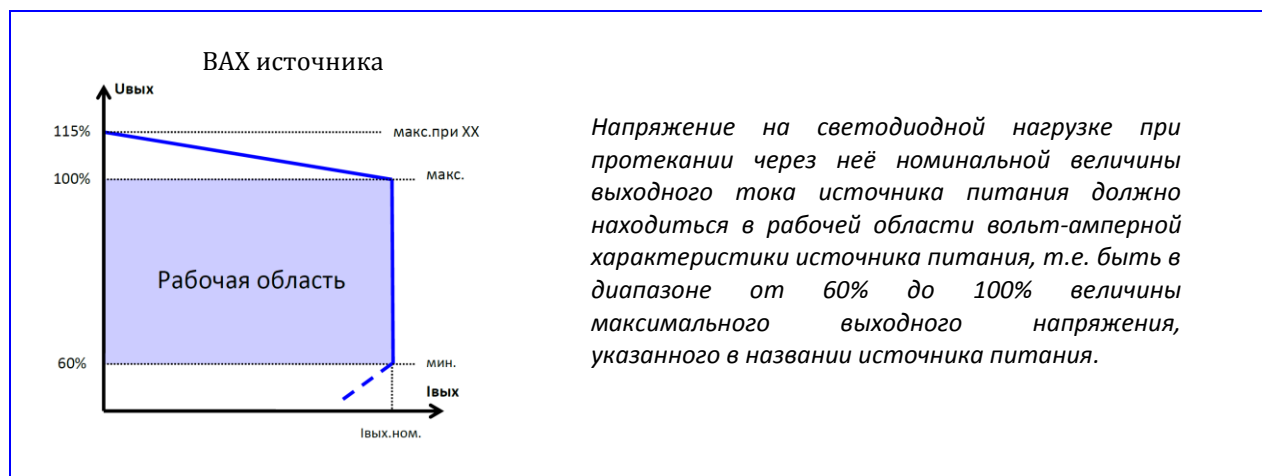 ВАХ источника
Uвых
115%
макс.при ХХ
100%
макс.
Рабочая область
60%
мин.
Iвых
Iвых.ном.
Напряжение на светодиодной нагрузке при
протекании через неё номинальной величины
выходного тока источника питания должно
находиться в рабочей области вольт-амперной
характеристики источника питания, т.е. быть в
диапазоне от 60% до 100% величины
максимального выходного напряжения,
указанного в названии источника питания.